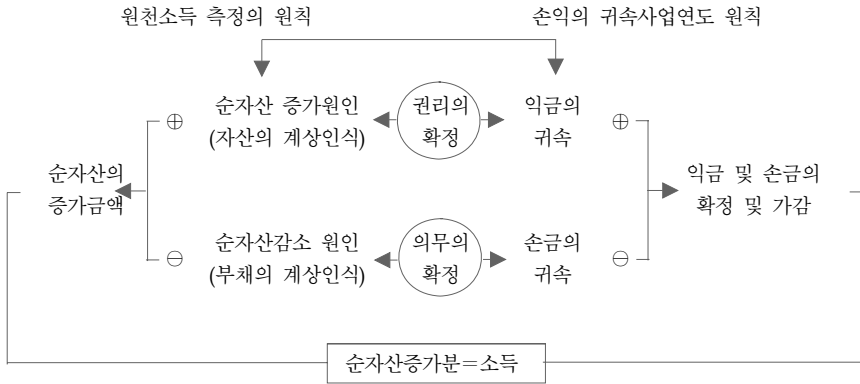 원천소득 측정의 원칙 손익의 귀속사업연도 원칙
⊕ 순자산 증가원인 권리의 익금의 ⊕
(자산의 계상인식) 확정 귀속
순자산의 익금 및 손금의
증가금액 확정 및 가감
⊖ 순자산감소 원인 의무의 손금의 ⊖
(부채의 계상인식) 확정 귀속
순자산증가분=소득